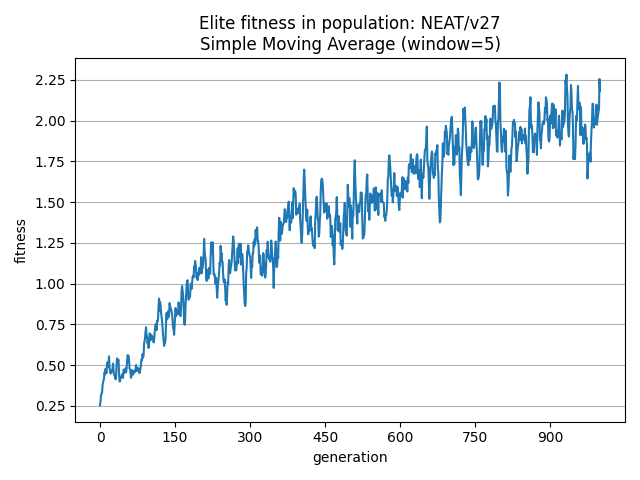 Elite fitness in population: NEAT/v27
Simple Moving Average (window=5)
2.25
2.00
1.75
1.50
1.25
1.00
0.75
0.50
0.25
fitness
0 150 300 450 600 750 900
generation